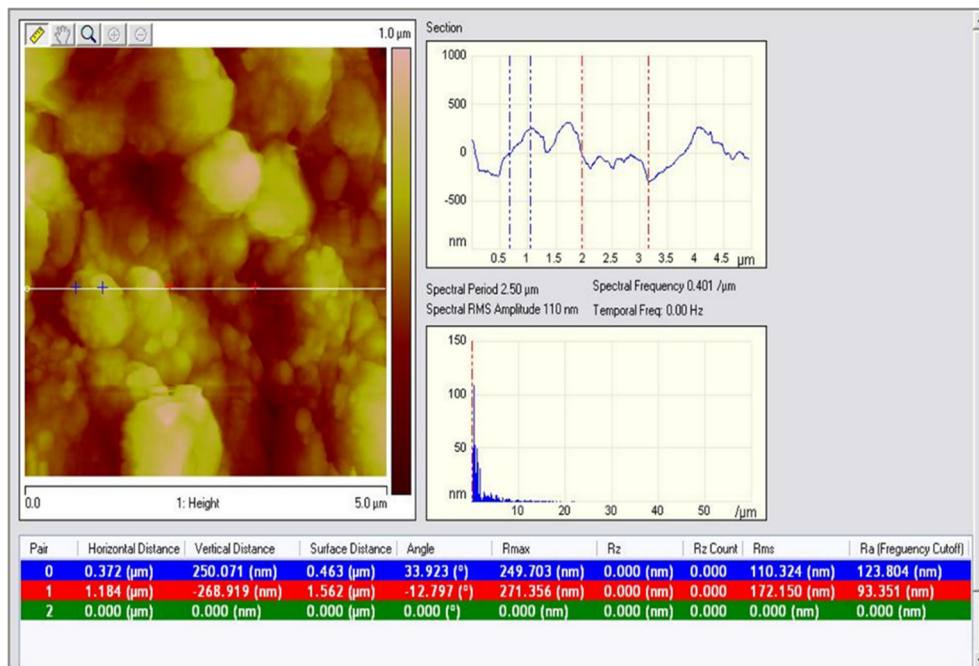 1.0 µm
0.0 1: Height 5.0 µm
Section
1000
500
0
-500
nm
0.5 1 1.5 2 2.5 3 3.5 4 4.5 µm
Spectral Period 2.50 µm Spectral Frequency 0.401 /µm
Spectral RMS Amplitude 110 nm Temporal Freq: 0.00 Hz
150
100
50
nm
10 20 30 40 50 /µm
Pair Horizontal Distance Vertical Distance Surface Distance Angle Rmax Rz Rz Count Rms Ra (Freguency Cutoff)
0 0.372 (µm) 250.071 (nm) 0.463 (µm) 33.923 (°) 249.703 (nm) 0.000 (nm) 0.000 110.324 (nm) 123.804 (nm)
1 1.184 (µm) -268.919 (nm) 1.562 (µm) -12.797 (°) 271.356 (nm) 0.000 (nm) 0.000 172.150 (nm) 93.351 (nm)
2 0.000 (µm) 0.000 (nm) 0.000 (µm) 0.000 (°) 0.000 (nm) 0.000 (nm) 0.000 0.000 (nm) 0.000 (nm)